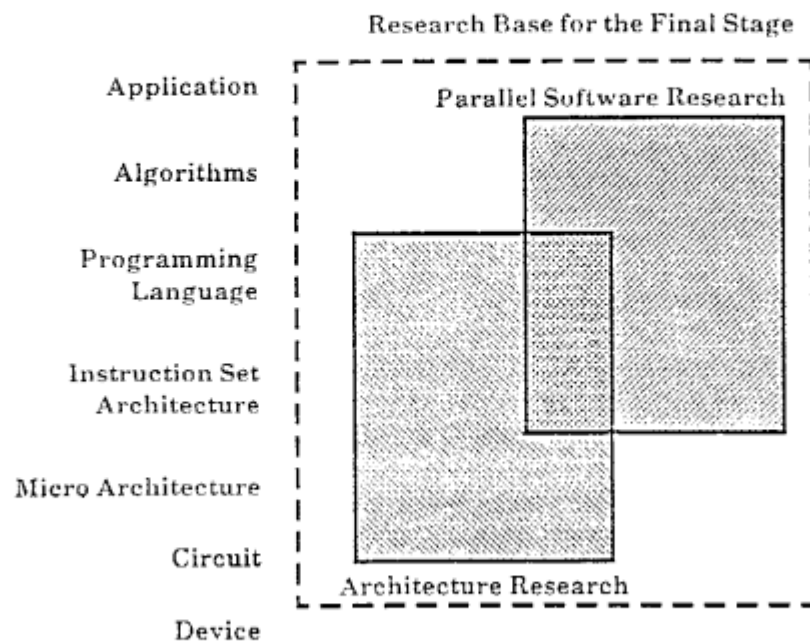 Research Base for the Final Stage
Application
Parallel Software Research
Algorithms
Programming
Language
Instruction Set
Architecture
Micro Architecture
Circuit
Architecture Research
Device